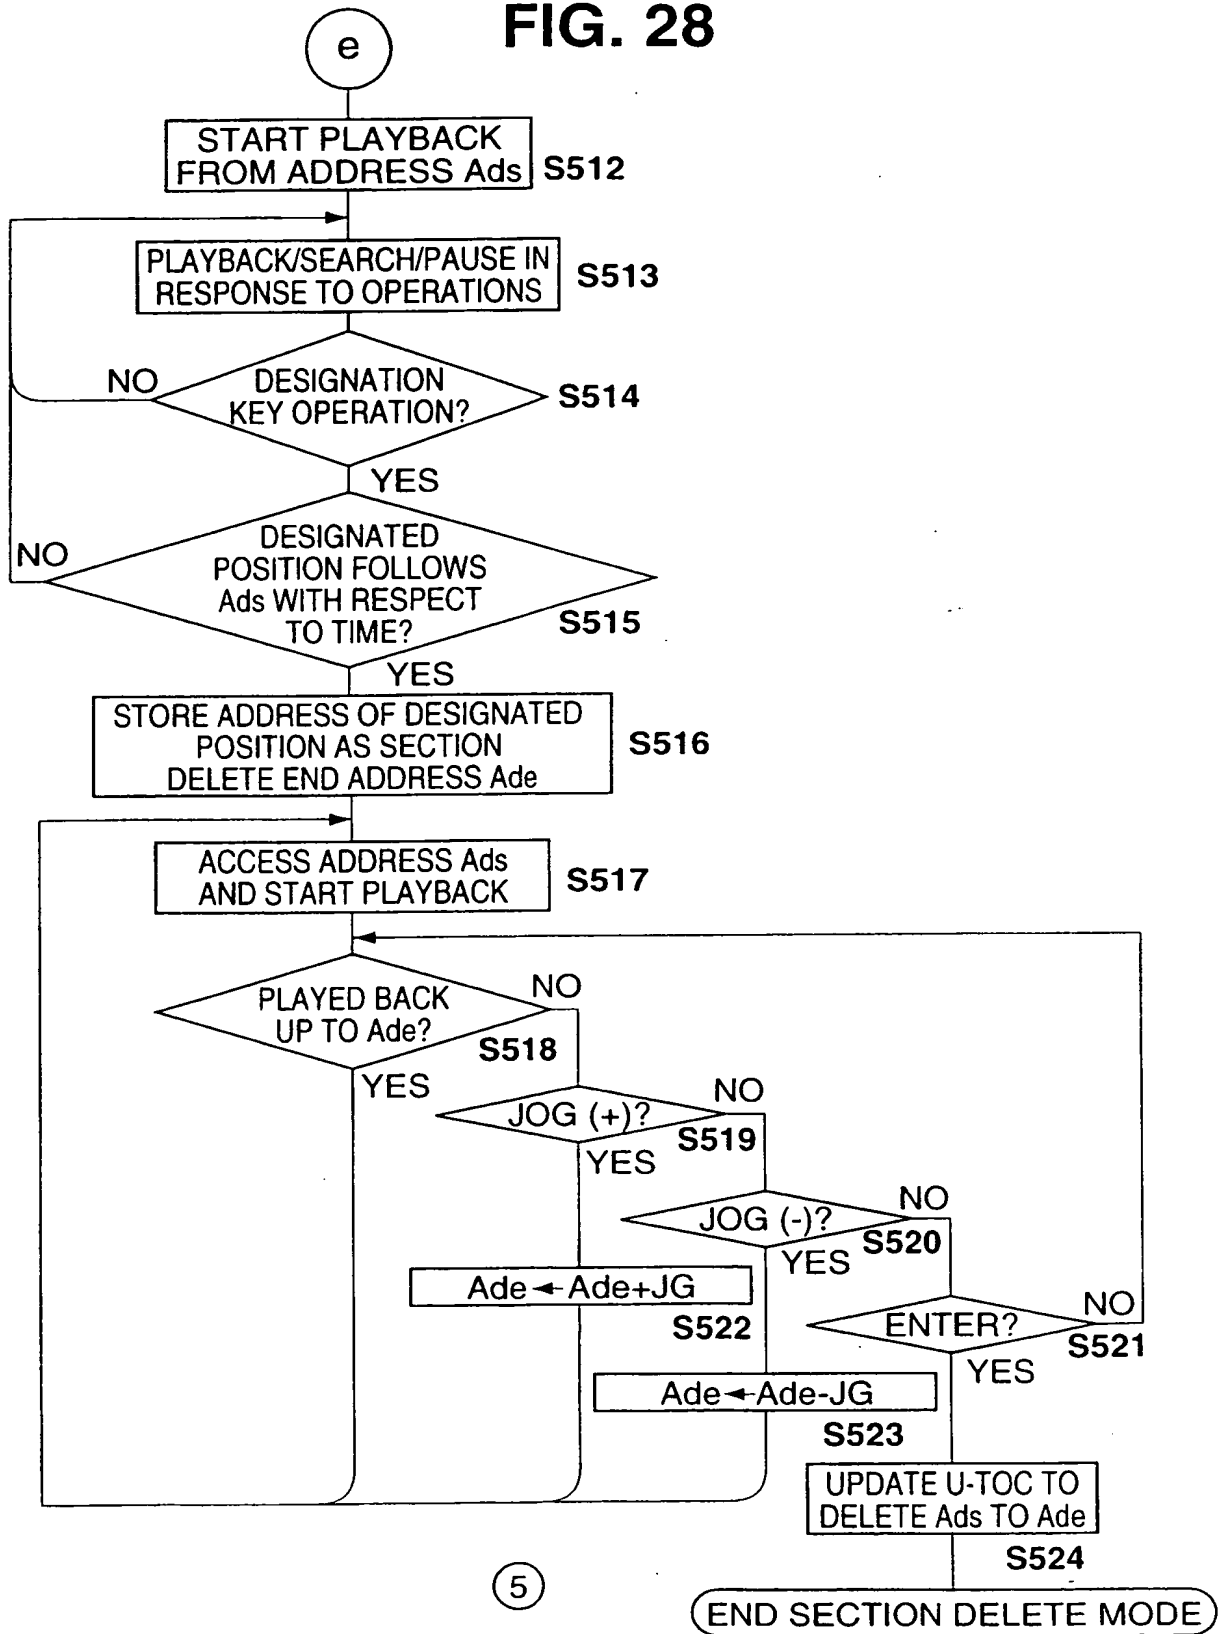 FIG. 28
e
START PLAYBACK
FROM ADDRESS Ads
S512
PLAYBACK/SEARCH/PAUSE IN
RESPONSE TO OPERATIONS
S513
NO
DESIGNATION
KEY OPERATION?
S514
YES
NO
DESIGNATED
POSITION FOLLOWS
Ads WITH RESPECT
TO TIME?
S515
YES
STORE ADDRESS OF DESIGNATED
POSITION AS SECTION
DELETE END ADDRESS Ade
S516
ACCESS ADDRESS Ads
AND START PLAYBACK
S517
PLAYED BACK
UP TO Ade?
NO
S518
YES
JOG (+)?
NO
S519
YES
JOG (-)?
NO
S520
YES
Ade←Ade+JG
S522
ENTER?
NO
S521
YES
Ade←Ade-JG
S523
UPDATE U-TOC TO
DELETE Ads TO Ade
S524
5
END SECTION DELETE MODE